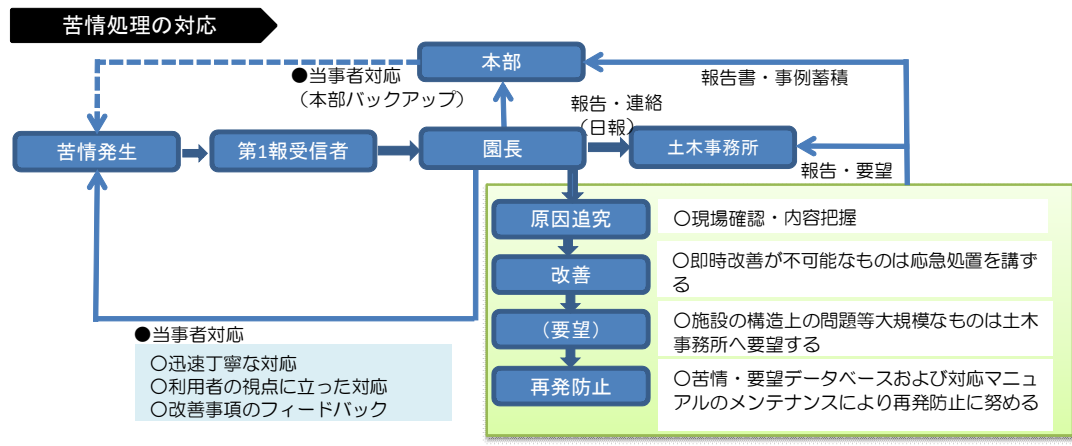 苦情処理の対応
本部
●当事者対応
（本部バックアップ）
報告書・事例蓄積
報告・連絡
（日報）
苦情発生
第1報受信者
園長
土木事務所
報告・要望
原因追究
〇現場確認・内容把握
改善
〇即時改善が不可能なものは応急処置を講ず
る
（要望）
〇施設の構造上の問題等大規模なものは土木
事務所へ要望する
再発防止
〇苦情・要望データベースおよび対応マニュ
アルのメンテナンスにより再発防止に努める
●当事者対応
〇迅速丁寧な対応
〇利用者の視点に立った対応
〇改善事項のフィードバック